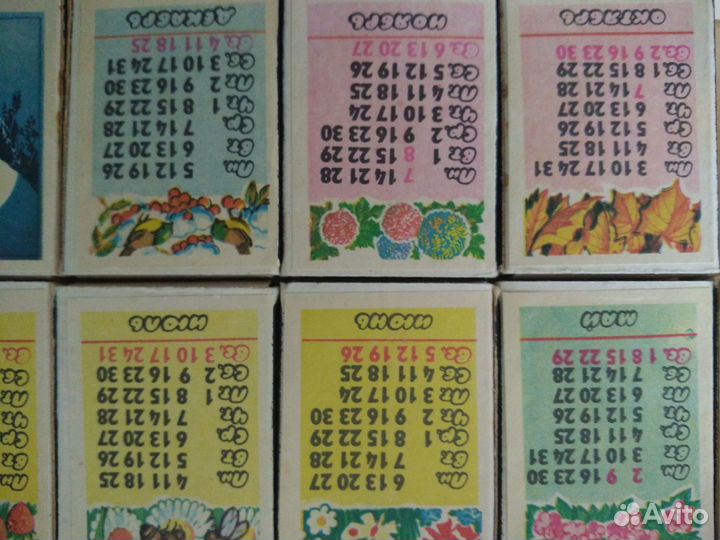 Пн. 2 9 16 23 30
Вт. 3 10 17 24 31
Ср. 4 11 18 25
Чт. 5 12 19 26
Пт. 6 13 20 27
Сб. 7 14 21 28
Вс. 1 8 15 22 29
МАЙ
Пн. 6 13 20 27
Вт. 7 14 21 28
Ср. 1 8 15 22 29
Чт. 2 9 16 23 30
Пт. 3 10 17 24
Сб. 4 11 18 25
Вс. 5 12 19 26
ИЮНЬ
Пн. 4 11 18 25
Вт. 5 12 19 26
Ср. 6 13 20 27
Чт. 7 14 21 28
Пт. 1 8 15 22 29
Сб. 2 9 16 23 30
Вс. 3 10 17 24 31
ИЮЛЬ
Пн. 3 10 17 24 31
Вт. 4 11 18 25
Ср. 5 12 19 26
Чт. 6 13 20 27
Пт. 7 14 21 28
Сб. 1 8 15 22 29
Вс. 2 9 16 23 30
ОКТЯБРЬ
Пн. 7 14 21 28
Вт. 1 8 15 22 29
Ср. 2 9 16 23 30
Чт. 3 10 17 24
Пт. 4 11 18 25
Сб. 5 12 19 26
Вс. 6 13 20 27
НОЯБРЬ
Пн. 5 12 19 26
Вт. 6 13 20 27
Ср. 7 14 21 28
Чт. 1 8 15 22 29
Пт. 2 9 16 23 30
Сб. 3 10 17 24 31
Вс. 4 11 18 25
ДЕКАБРЬ
Avito